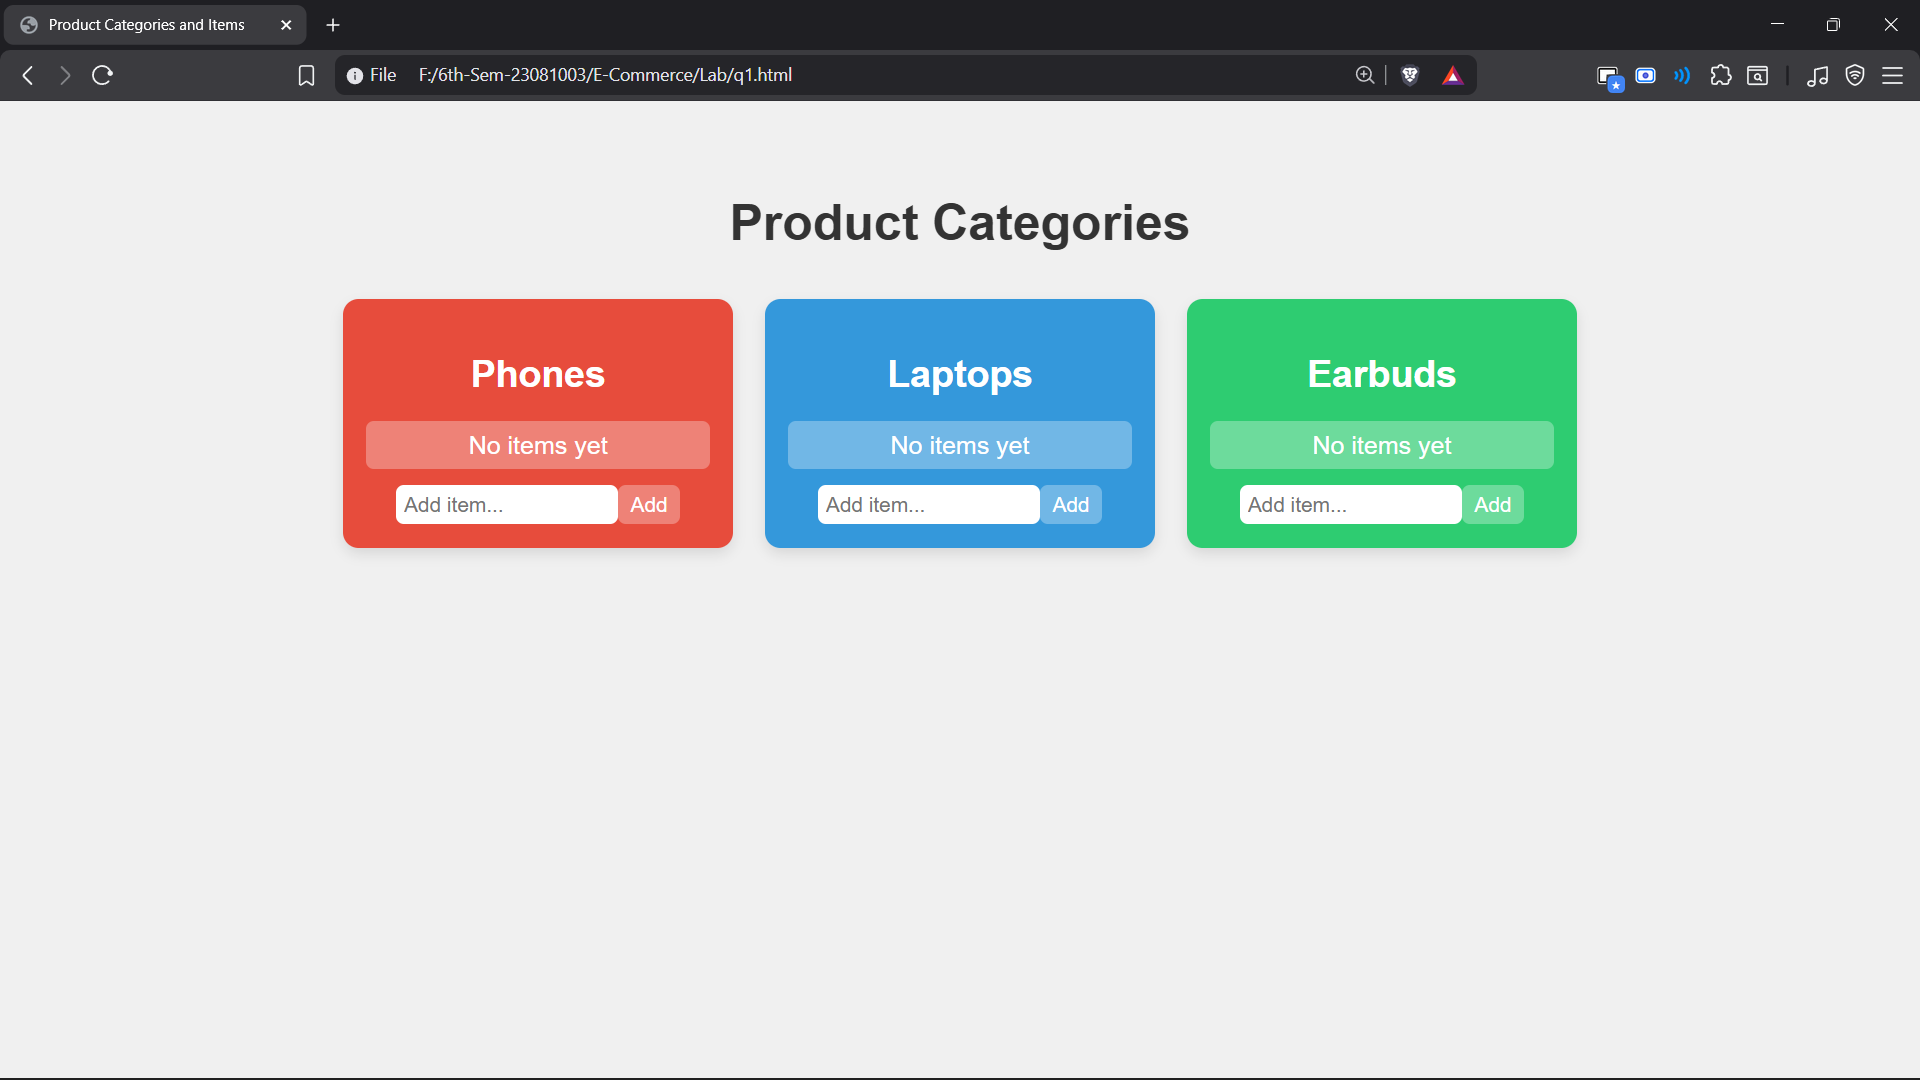 Product Categories and Items
File F:/6th-Sem-23081003/E-Commerce/Lab/q1.html
Product Categories
Phones
No items yet
Add item... Add
Laptops
No items yet
Add item... Add
Earbuds
No items yet
Add item... Add